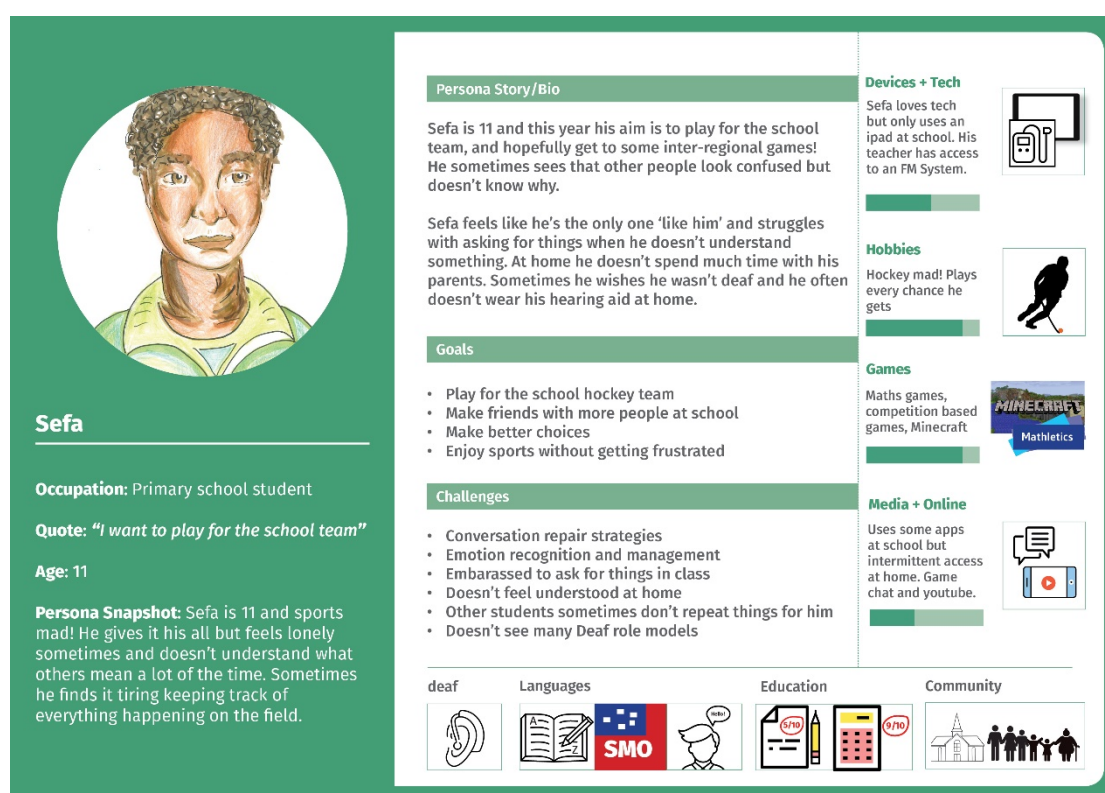 Sefa
Occupation: Primary school student
Quote: “I want to play for the school team”
Age: 11
Persona Snapshot: Sefa is 11 and sports
mad! He gives it his all but feels lonely
sometimes and doesn’t understand what
others mean a lot of the time. Sometimes
he finds it tiring keeping track of
everything happening on the field.
Persona Story/Bio
Sefa is 11 and this year his aim is to play for the school
team, and hopefully get to some inter-regional games!
He sometimes sees that other people look confused but
doesn’t know why.
Sefa feels like he’s the only one ‘like him’ and struggles
with asking for things when he doesn’t understand
something. At home he doesn’t spend much time with his
parents. Sometimes he wishes he wasn’t deaf and he often
doesn’t wear his hearing aid at home.
Goals
• Play for the school hockey team
• Make friends with more people at school
• Make better choices
• Enjoy sports without getting frustrated
Challenges
• Conversation repair strategies
• Emotion recognition and management
• Embarassed to ask for things in class
• Doesn’t feel understood at home
• Other students sometimes don’t repeat things for him
• Doesn’t see many Deaf role models
Devices + Tech
Sefa loves tech
but only uses an
ipad at school. His
teacher has access
to an FM System.
Hobbies
Hockey mad! Plays
every chance he
gets
Games
Maths games,
competition based
games, Minecraft
MINECRAFT
Mathletics
Media + Online
Uses some apps
at school but
intermittent access
at home. Game
chat and youtube.
deaf
Languages
A
Z
SMO
Hello!
Education
5/10
9/10
Community